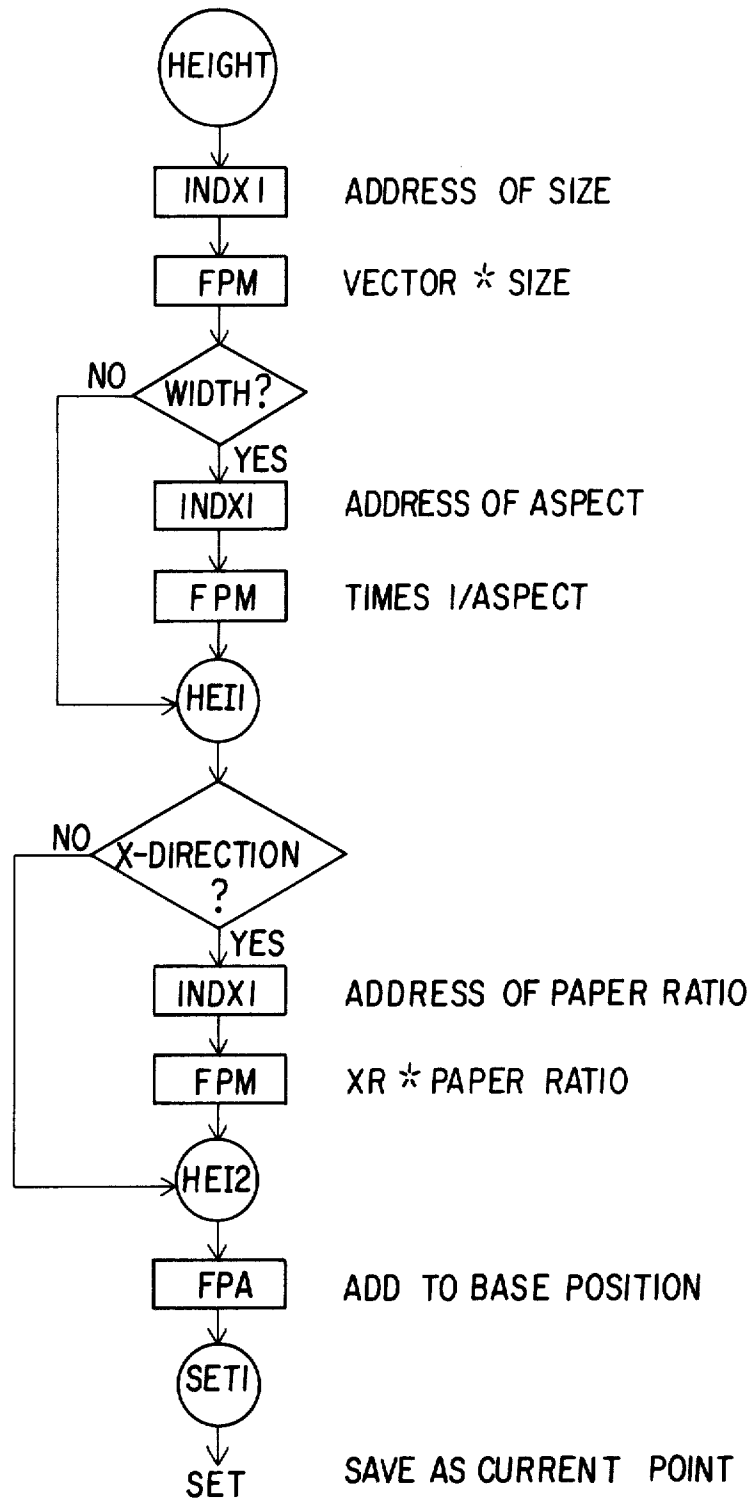 HEIGHT
INDX1 ADDRESS OF SIZE
FPM VECTOR * SIZE
NO WIDTH?
YES
INDX1 ADDRESS OF ASPECT
FPM TIMES 1/ASPECT
HEI1
NO X-DIRECTION
?
YES
INDX1 ADDRESS OF PAPER RATIO
FPM XR * PAPER RATIO
HEI2
FPA ADD TO BASE POSITION
SET1
SET SAVE AS CURRENT POINT